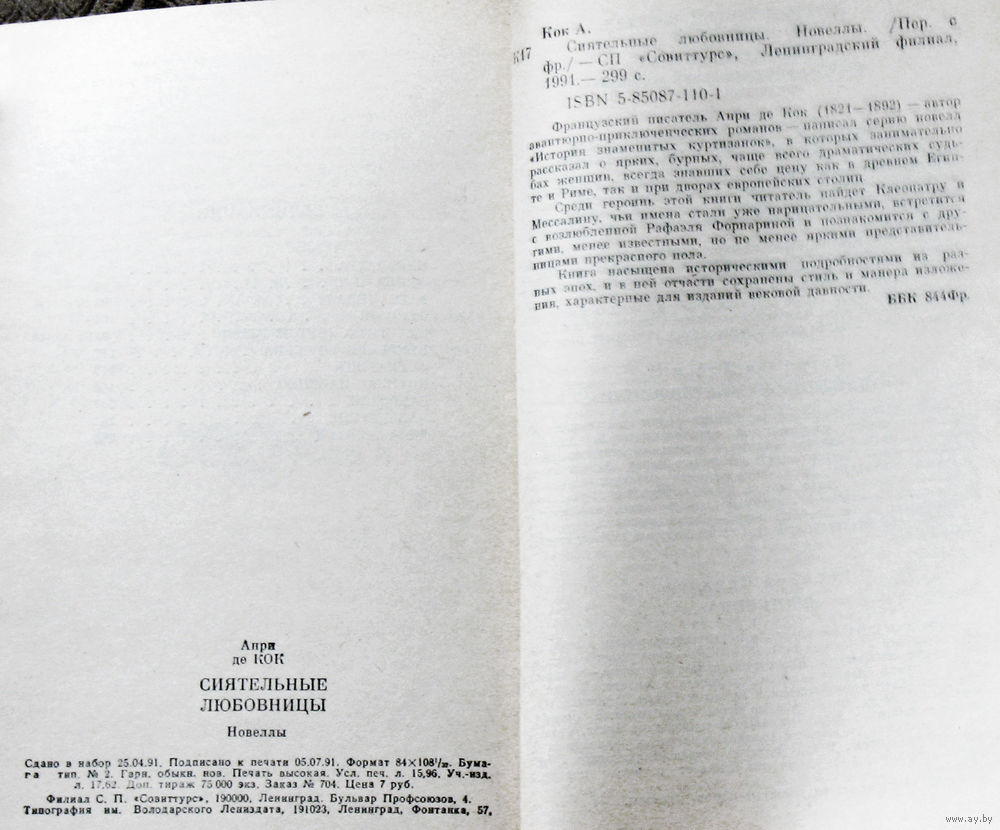 Анри
де КОК
СИЯТЕЛЬНЫЕ
ЛЮБОВНИЦЫ
Новеллы
Сдано в набор 25.04.91. Подписано к печати 05.07.91. Формат 84×108¹/₃₂. Бума-
га тип. № 2. Гарн. обыкн. нов. Печать высокая. Усл. печ. л. 15,96. Уч.-изд.
л. 17,62. Доп. тираж 75 000 экз. Заказ № 704. Цена 7 руб.
Филиал С. П. «Совиттурс», 190000, Ленинград. Бульвар Профсоюзов, 4.
Типография им. Володарского Лениздата, 191023, Ленинград, Фонтанка, 57.
Кок А.
К17 Сиятельные любовницы. Новеллы. /Пер. с
фр./ — СП «Совиттурс», Ленинградский филиал,
1991.— 299 с.
ISBN 5-85087-110-1
Французский писатель Анри де Кок (1821—1892) — автор
авантюрно-приключенческих романов — написал серию новелл
«История знаменитых куртизанок», в которых занимательно
рассказал о ярких, бурных, чаще всего драматических судь-
бах женщин, всегда знавших себе цену как в древнем Егип-
те и Риме, так и при дворах европейских столиц.
Среди героинь этой книги читатель найдет Клеопатру и
Мессалину, чьи имена стали уже нарицательными, встретится
с возлюбленной Рафаэля Форнариной и познакомится с дру-
гими, менее известными, но не менее яркими представитель-
ницами прекрасного пола.
Книга насыщена историческими подробностями из раз-
ных эпох, и в ней отчасти сохранены стиль и манера изложе-
ния, характерные для изданий вековой давности.
ББК 844Фр.
www.ay.by